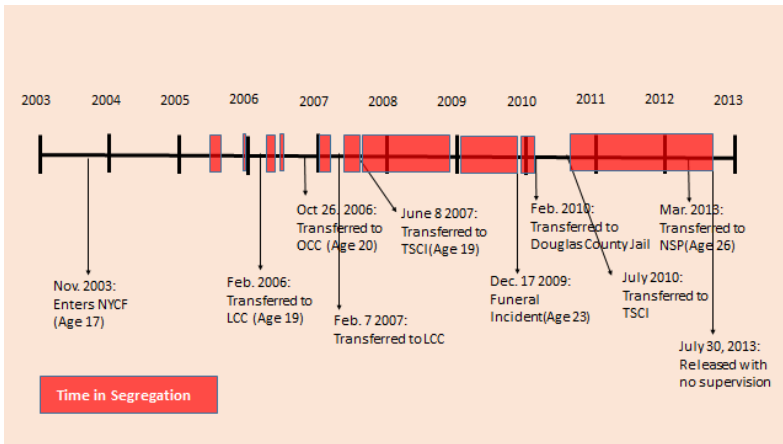 2003
2004
2005
2006
2007
2008
2009
2010
2011
2012
2013
Nov. 2003:
Enters NYCF
(Age 17)
Feb. 2006:
Transferred to
LCC (Age 19)
Oct 26, 2006:
Transferred to
OCC (Age 20)
Feb. 7 2007:
Transferred to LCC
June 8 2007:
Transferred to
TSCI(Age 19)
Dec. 17 2009:
Funeral
Incident(Age 23)
Feb. 2010:
Transferred to
Douglas County Jail
July 2010:
Transferred to
TSCI
Mar. 2013:
Transferred to
NSP(Age 26)
July 30, 2013:
Released with
no supervision
Time in Segregation